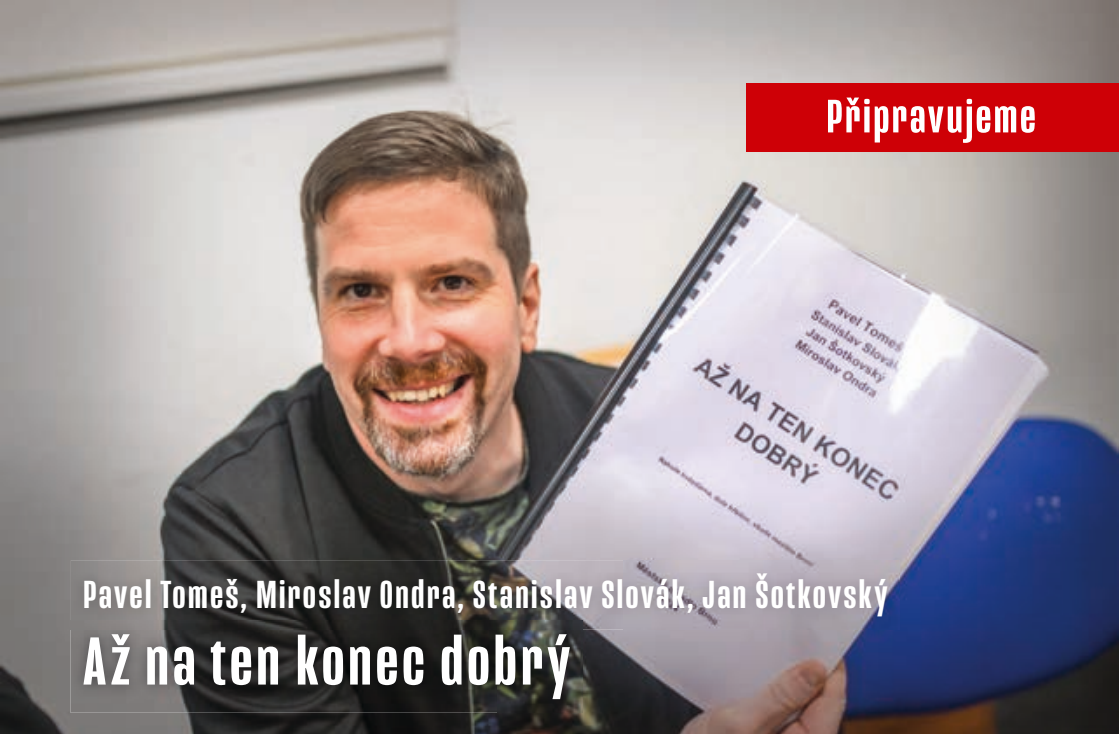 Připravujeme
Pavel Tomeš
Stanislav Slovák
Jan Šotkovský
Miroslav Ondra
AŽ NA TEN KONEC
DOBRÝ
Pavel Tomeš, Miroslav Ondra, Stanislav Slovák, Jan Šotkovský
Až na ten konec dobrý